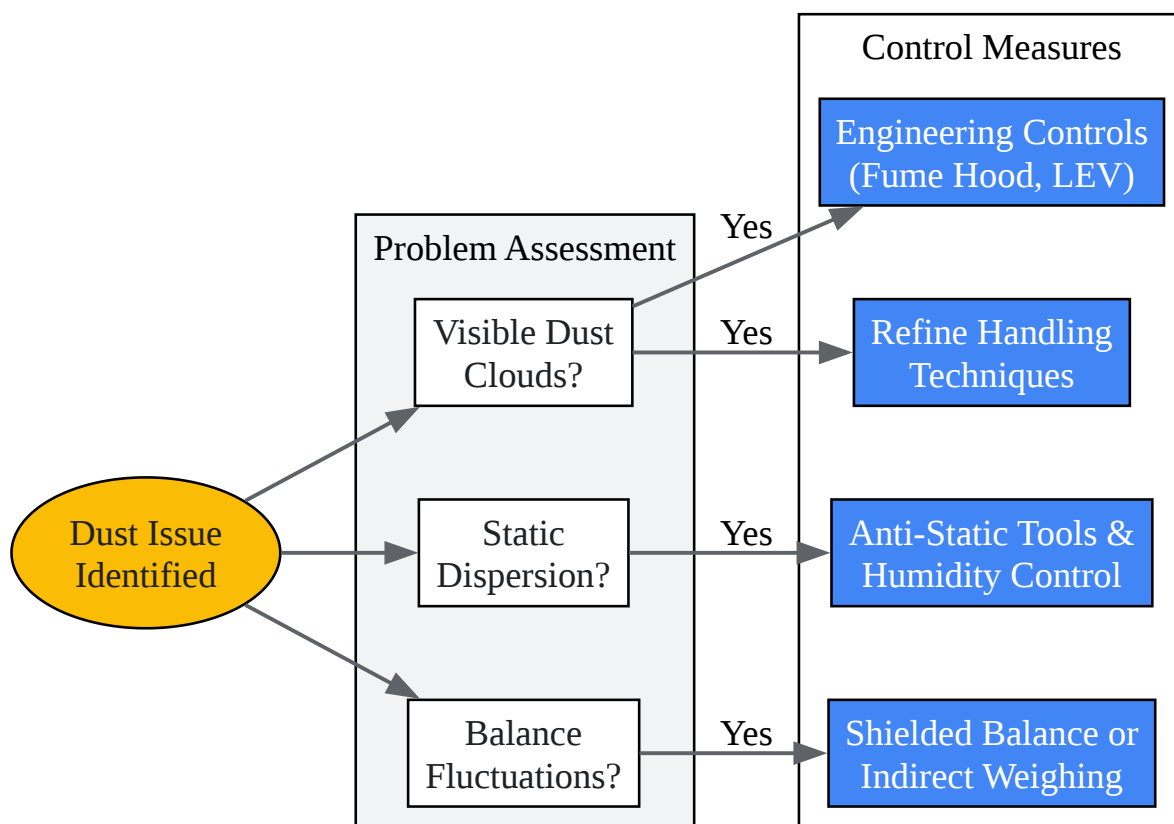 Control Measures
Engineering Controls
(Fume Hood, LEV)
Yes
Problem Assessment
Visible Dust
Clouds?
Yes
Refine Handling
Techniques
Dust Issue
Identified
Static
Dispersion?
Yes
Anti-Static Tools &
Humidity Control
Balance
Fluctuations?
Yes
Shielded Balance or
Indirect Weighing